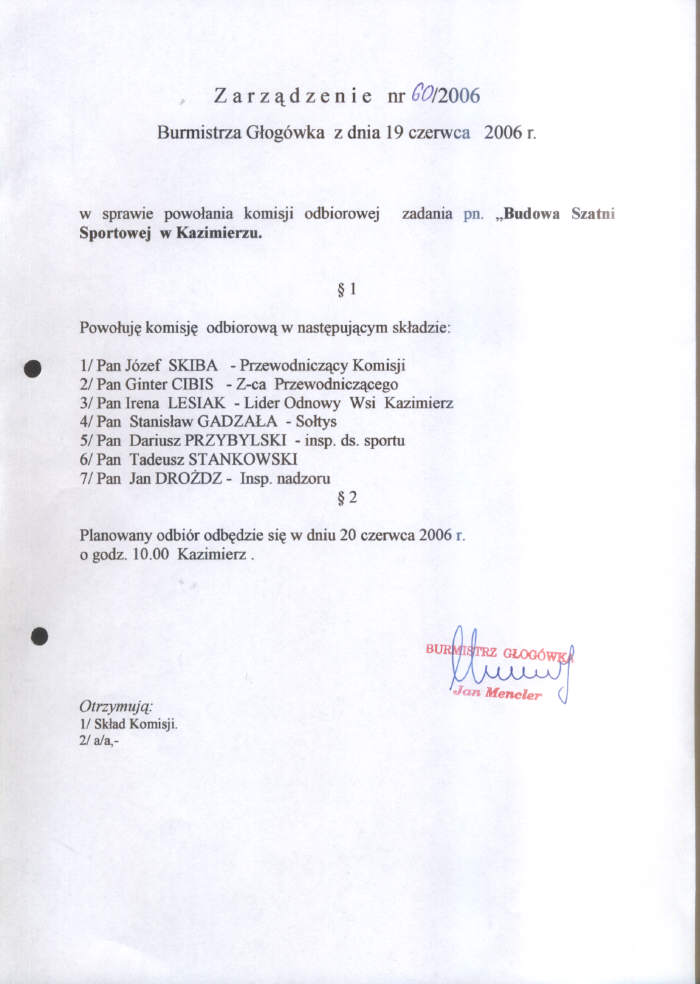 Zarządzenie nr 60/2006
Burmistrza Głogówka z dnia 19 czerwca 2006 r.
w sprawie powołania komisji odbiorowej zadania pn. „Budowa Szatni
Sportowej w Kazimierzu.
§ 1
Powołuję komisję odbiorową w następującym składzie:
1/ Pan Józef SKIBA - Przewodniczący Komisji
2/ Pan Ginter CIBIS - Z-ca Przewodniczącego
3/ Pan Irena LESIAK - Lider Odnowy Wsi Kazimierz
4/ Pan Stanisław GADZAŁA - Sołtys
5/ Pan Dariusz PRZYBYLSKI - insp. ds. sportu
6/ Pan Tadeusz STANKOWSKI
7/ Pan Jan DROŻDZ - Insp. nadzoru
§ 2
Planowany odbiór odbędzie się w dniu 20 czerwca 2006 r.
o godz. 10.00 Kazimierz .
BURMISTRZ GŁOGÓWKA
Jan Mencler
Otrzymują:
1/ Skład Komisji.
2/ a/a,-